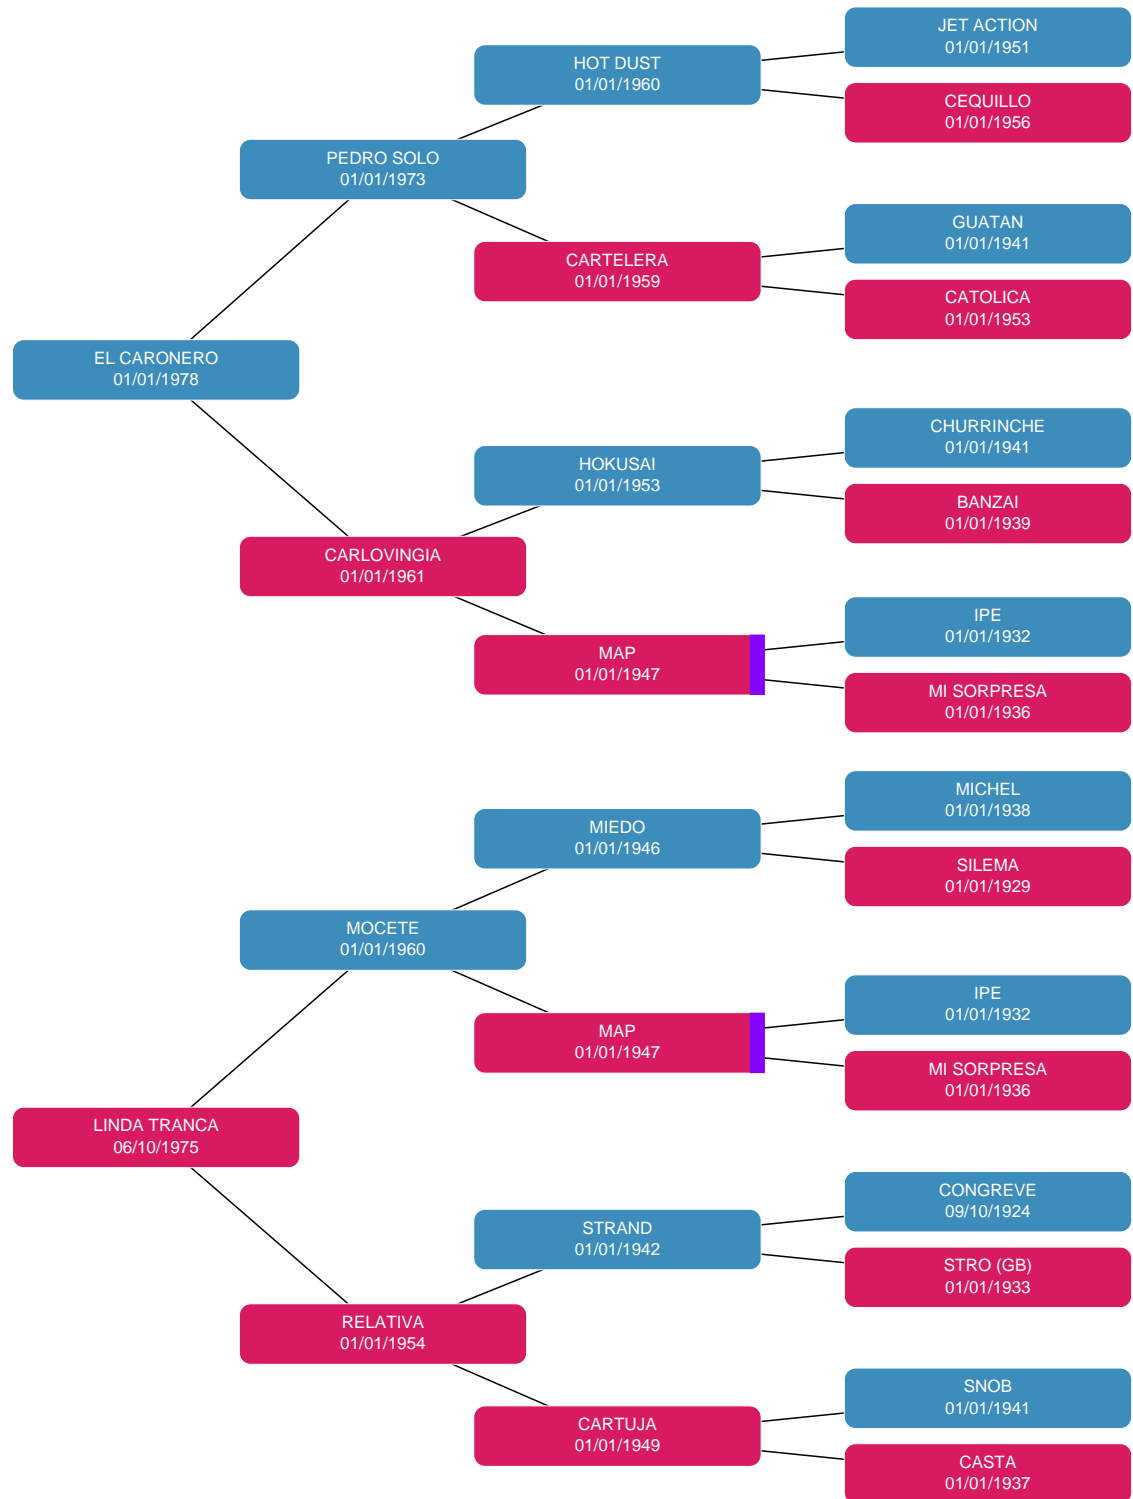 JET ACTION
01/01/1951
HOT DUST
01/01/1960
CEQUILLO
01/01/1956
PEDRO SOLO
01/01/1973
GUATAN
01/01/1941
CARTELERA
01/01/1959
CATOLICA
01/01/1953
EL CARONERO
01/01/1978
CHURRINCHE
01/01/1941
HOKUSAI
01/01/1953
BANZAI
01/01/1939
CARLOVINGIA
01/01/1961
IPE
01/01/1932
MAP
01/01/1947
MI SORPRESA
01/01/1936
MICHEL
01/01/1938
MIEDO
01/01/1946
SILEMA
01/01/1929
MOCETE
01/01/1960
IPE
01/01/1932
MAP
01/01/1947
MI SORPRESA
01/01/1936
LINDA TRANCA
06/10/1975
CONGREVE
09/10/1924
STRAND
01/01/1942
STRO (GB)
01/01/1933
RELATIVA
01/01/1954
SNOB
01/01/1941
CARTUJA
01/01/1949
CASTA
01/01/1937